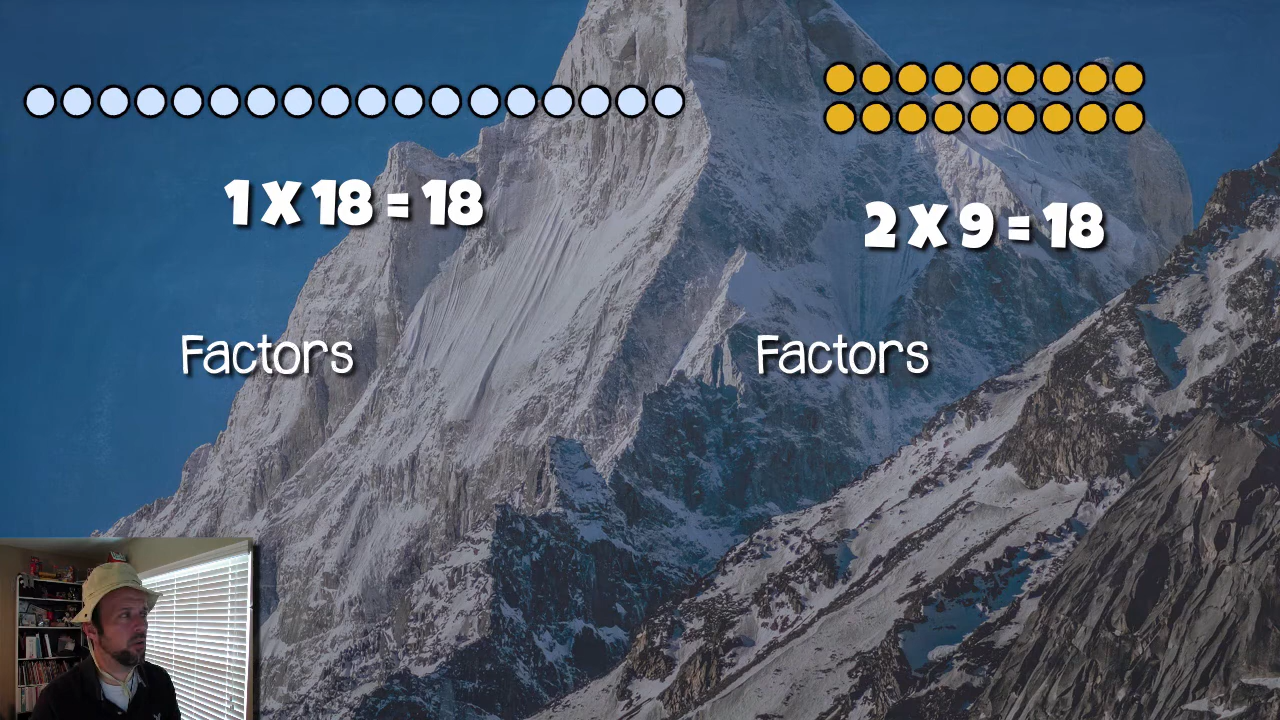 1 X 18 = 18
2 X 9 = 18
Factors
Factors